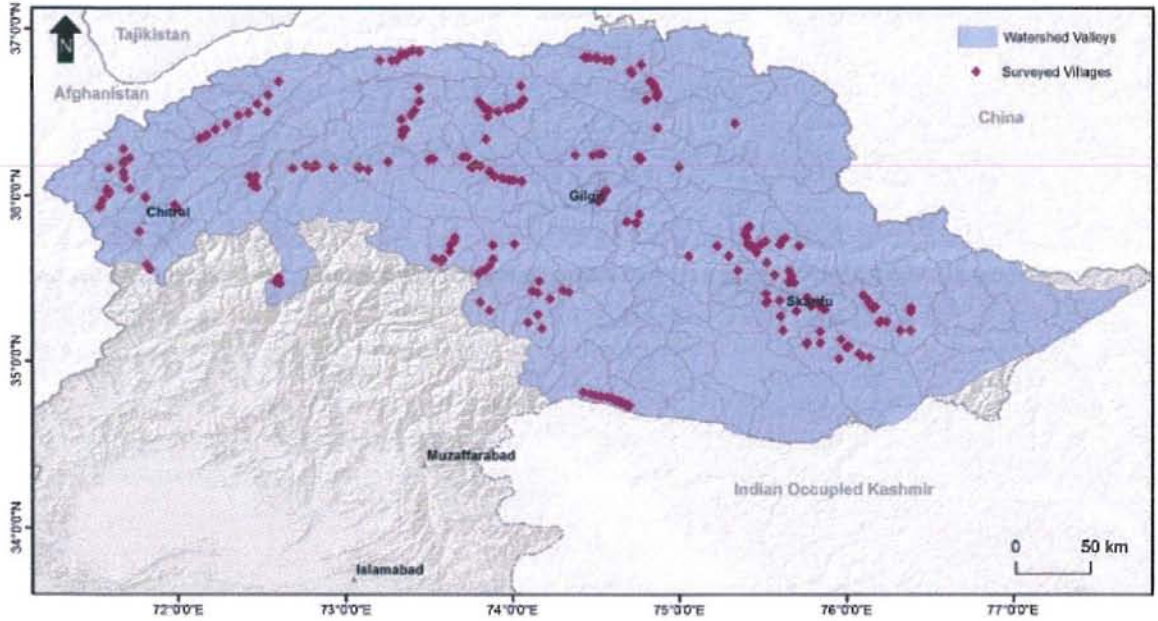 N
Tajikistan
Afghanistan
China
Watershed Valleys
Surveyed Villages
Chitral
Gilgit
Skardu
Muzaffarabad
Indian Occupied Kashmir
Islamabad
0 50 km
37°0'0"N
36°0'0"N
35°0'0"N
34°0'0"N
72°0'0"E 73°0'0"E 74°0'0"E 75°0'0"E 76°0'0"E 77°0'0"E